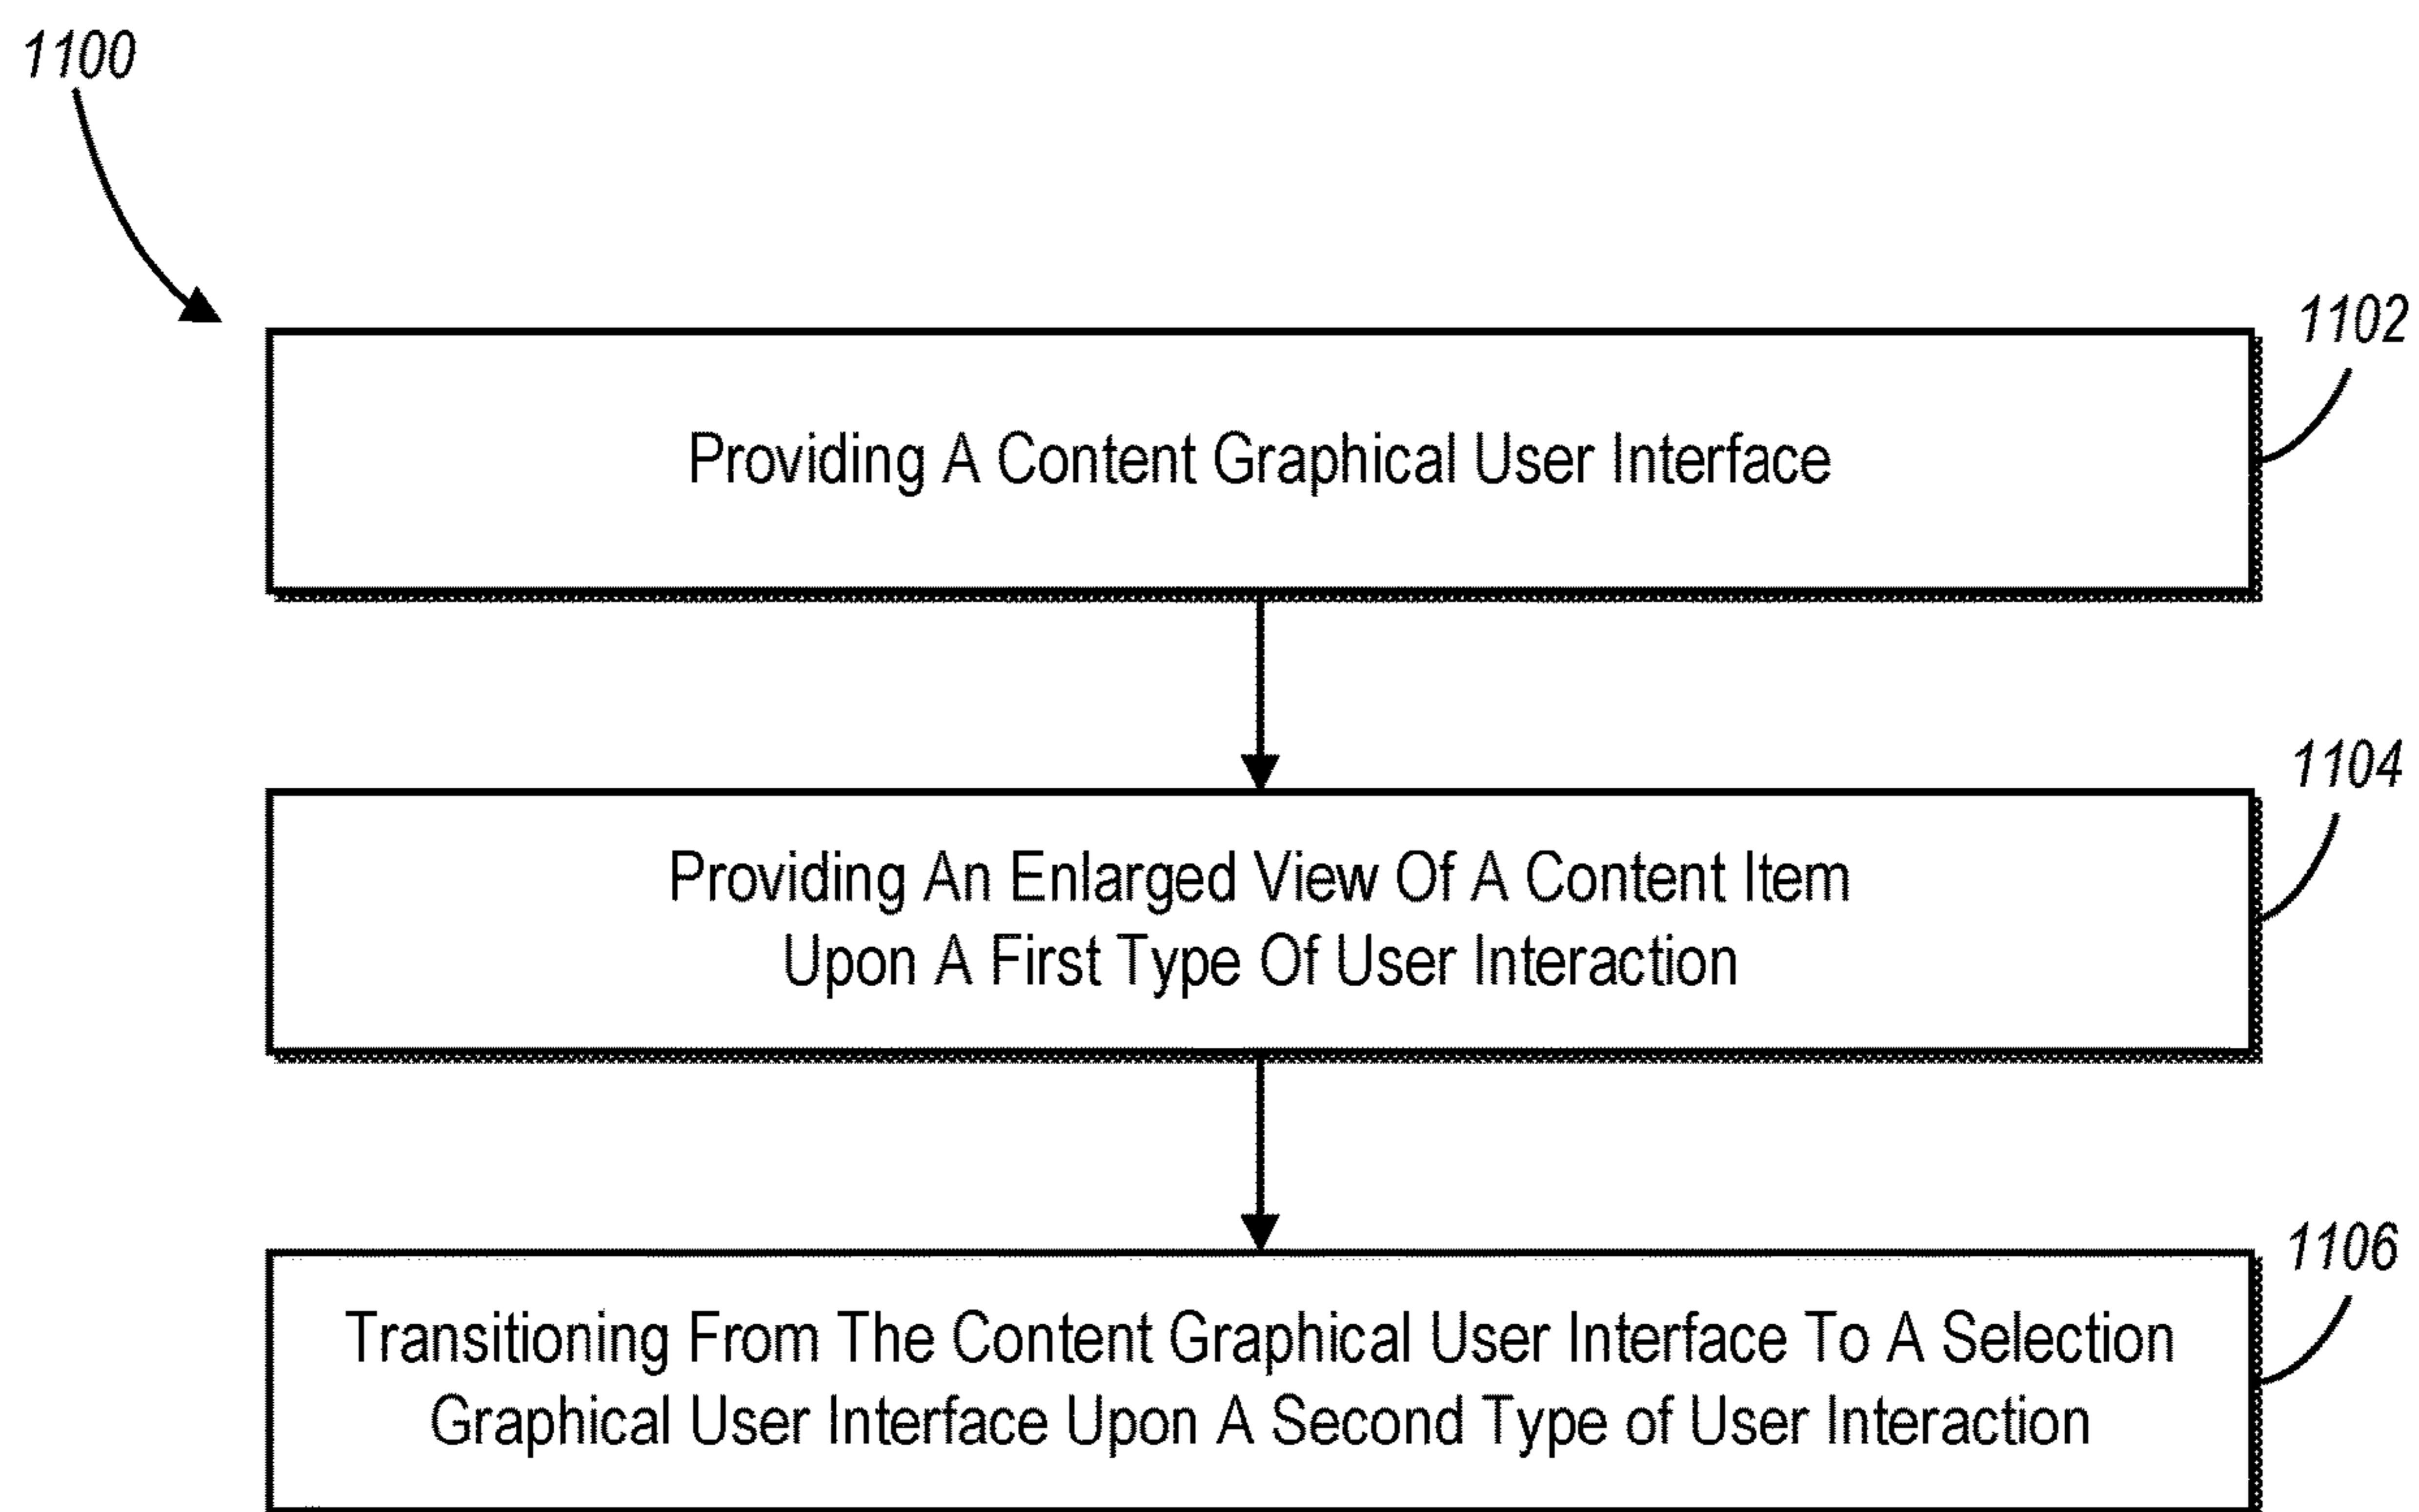 1100
1102
Providing A Content Graphical User Interface
1104
Providing An Enlarged View Of A Content Item
Upon A First Type Of User Interaction
1106
Transitioning From The Content Graphical User Interface To A Selection
Graphical User Interface Upon A Second Type of User Interaction